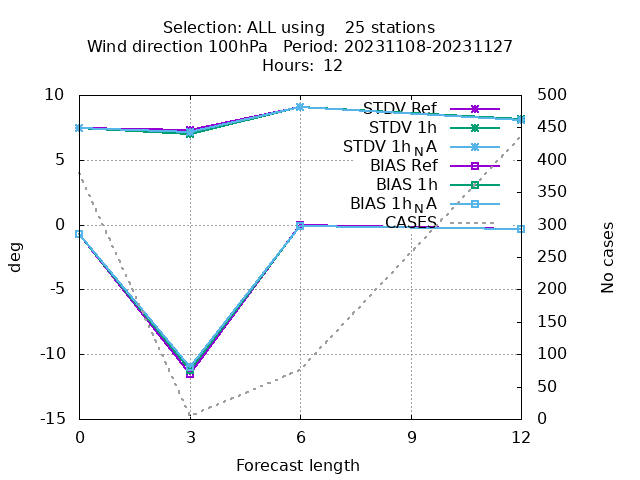 Selection: ALL using    25 stations
Wind direction 100hPa   Period: 20231108-20231127
Hours: 12
10
5
0
-5
-10
-15
deg
500
450
400
350
300
250
200
150
100
50
0
No cases
STDV Ref
STDV 1h
STDV 1h_N A
BIAS Ref
BIAS 1h
BIAS 1h_N A
CASES
0 3 6 9 12
Forecast length